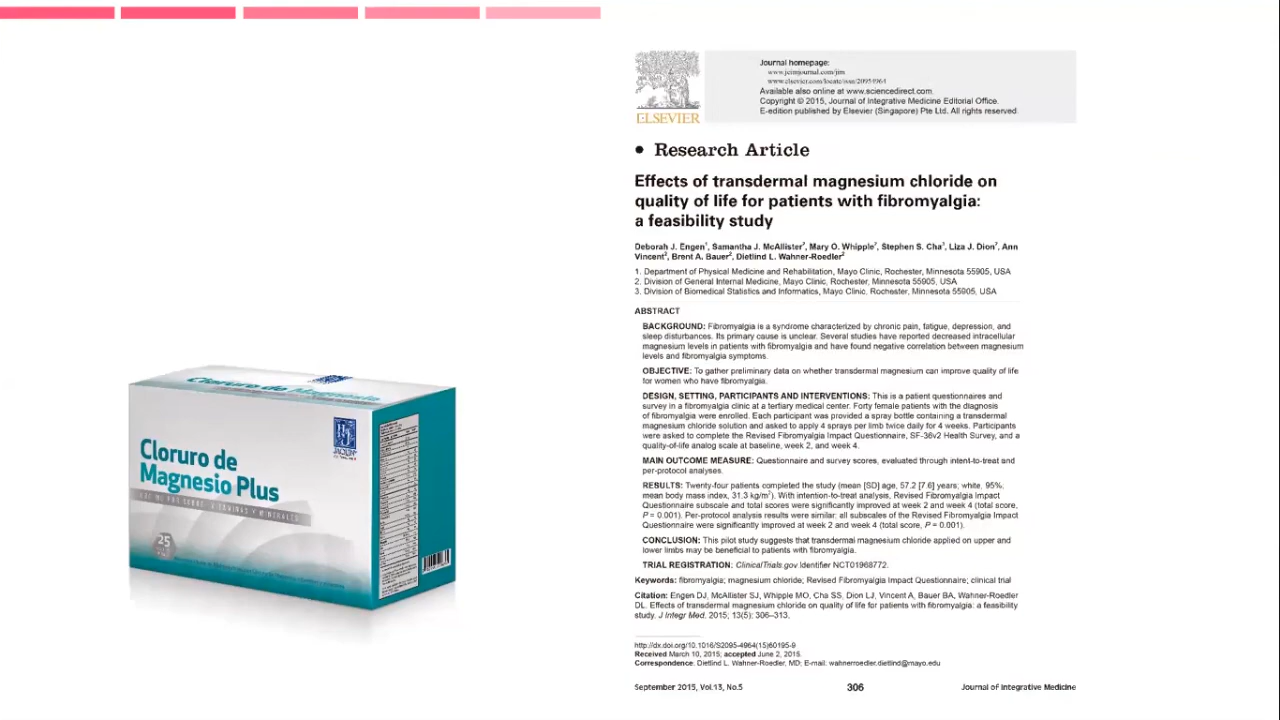 Cloruro de Magnesio
Cloruro de
Magnesio Plus
25
Journal homepage:
www.jcimjournal.com/jim
www.elsevier.com/locate/issn/20954964
Available also online at www.sciencedirect.com.
Copyright © 2015, Journal of Integrative Medicine Editorial Office.
E-edition published by Elsevier (Singapore) Pte Ltd. All rights reserved.
ELSEVIER
• Research Article
Effects of transdermal magnesium chloride on
quality of life for patients with fibromyalgia:
a feasibility study
Deborah J. Engen1, Samantha J. McAllister2, Mary O. Whipple2, Stephen S. Cha3, Liza J. Dion2, Ann
Vincent2, Brent A. Bauer2, Dietlind L. Wahner-Roedler2
1. Department of Physical Medicine and Rehabilitation, Mayo Clinic, Rochester, Minnesota 55905, USA
2. Division of General Internal Medicine, Mayo Clinic, Rochester, Minnesota 55905, USA
3. Division of Biomedical Statistics and Informatics, Mayo Clinic, Rochester, Minnesota 55905, USA
ABSTRACT
BACKGROUND: Fibromyalgia is a syndrome characterized by chronic pain, fatigue, depression, and
sleep disturbances. Its primary cause is unclear. Several studies have reported decreased intracellular
magnesium levels in patients with fibromyalgia and have found negative correlation between magnesium
levels and fibromyalgia symptoms.
OBJECTIVE: To gather preliminary data on whether transdermal magnesium can improve quality of life
for women who have fibromyalgia.
DESIGN, SETTING, PARTICIPANTS AND INTERVENTIONS: This is a patient questionnaires and
survey in a fibromyalgia clinic at a tertiary medical center. Forty female patients with the diagnosis
of fibromyalgia were enrolled. Each participant was provided a spray bottle containing a transdermal
magnesium chloride solution and asked to apply 4 sprays per limb twice daily for 4 weeks. Participants
were asked to complete the Revised Fibromyalgia Impact Questionnaire, SF-36v2 Health Survey, and a
quality-of-life analog scale at baseline, week 2, and week 4.
MAIN OUTCOME MEASURE: Questionnaire and survey scores, evaluated through intent-to-treat and
per-protocol analyses.
RESULTS: Twenty-four patients completed the study (mean [SD] age, 57.2 [7.6] years; white, 95%;
mean body mass index, 31.3 kg/m2). With intention-to-treat analysis, Revised Fibromyalgia Impact
Questionnaire subscale and total scores were significantly improved at week 2 and week 4 (total score,
P = 0.001). Per-protocol analysis results were similar: all subscales of the Revised Fibromyalgia Impact
Questionnaire were significantly improved at week 2 and week 4 (total score, P = 0.001).
CONCLUSION: This pilot study suggests that transdermal magnesium chloride applied on upper and
lower limbs may be beneficial to patients with fibromyalgia.
TRIAL REGISTRATION: ClinicalTrials.gov Identifier NCT01968772.
Keywords: fibromyalgia; magnesium chloride; Revised Fibromyalgia Impact Questionnaire; clinical trial
Citation: Engen DJ, McAllister SJ, Whipple MO, Cha SS, Dion LJ, Vincent A, Bauer BA, Wahner-Roedler
DL. Effects of transdermal magnesium chloride on quality of life for patients with fibromyalgia: a feasibility
study. J Integr Med. 2015; 13(5): 306–313.
http://dx.doi.org/10.1016/S2095-4964(15)60195-9
Received March 10, 2015; accepted June 2, 2015.
Correspondence: Dietlind L. Wahner-Roedler, MD; E-mail: wahnerroedler.dietlind@mayo.edu
September 2015, Vol.13, No.5
306
Journal of Integrative Medicine